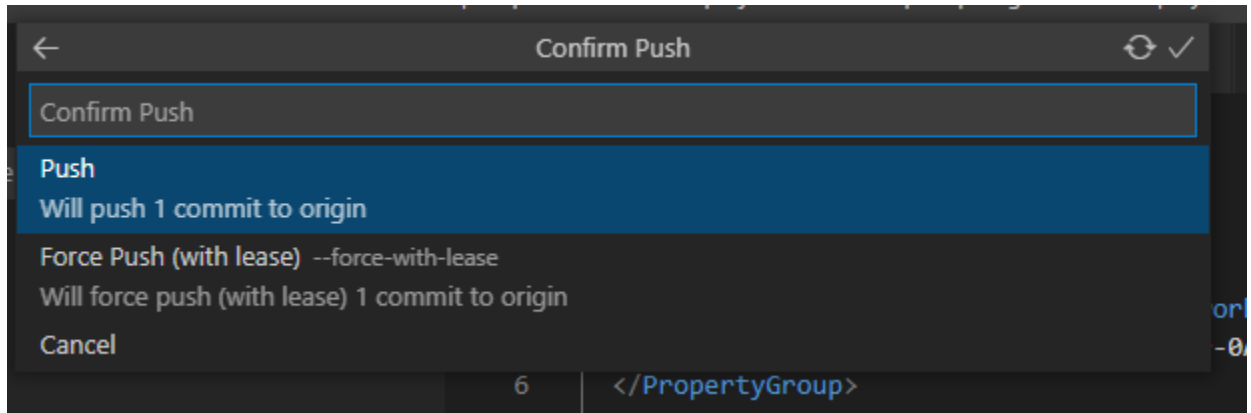 Confirm Push
Confirm Push
Push
Will push 1 commit to origin
Force Push (with lease) --force-with-lease
Will force push (with lease) 1 commit to origin
Cancel
6 </PropertyGroup>